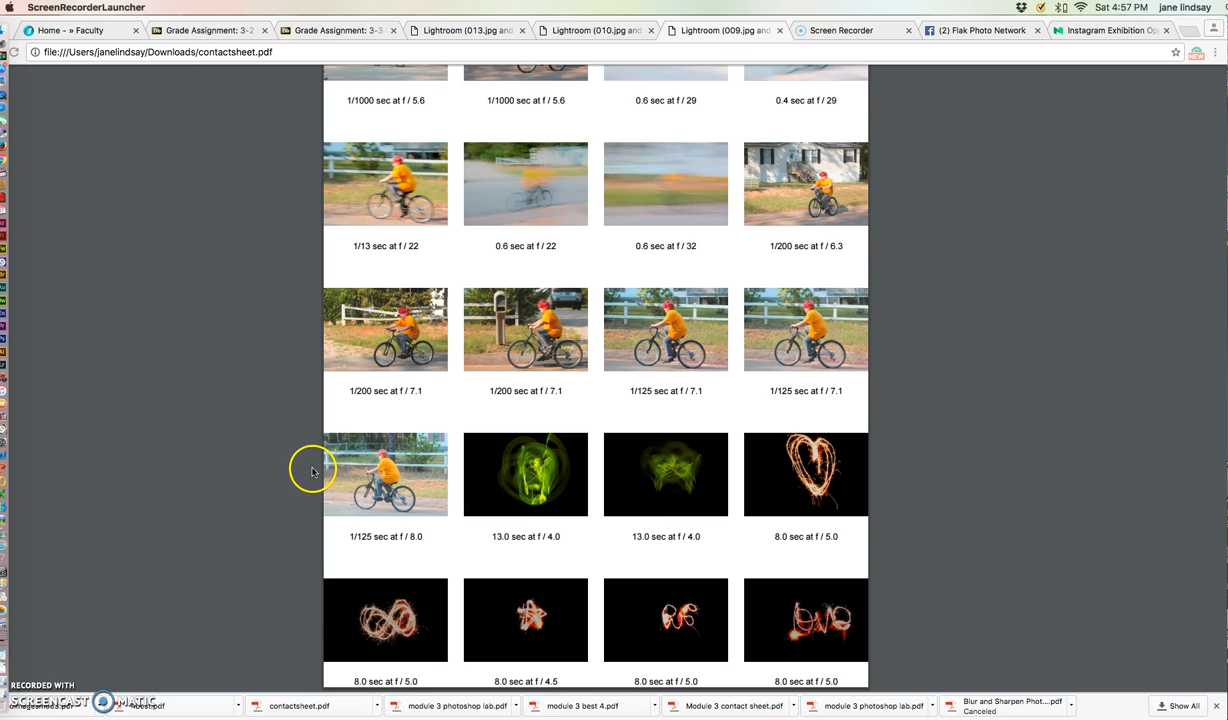 ScreenRecorderLauncher
Sat 4:57 PM jane lindsay
Home - » Faculty
Grade Assignment: 3-2
Grade Assignment: 3-3
Lightroom (013.jpg and
Lightroom (010.jpg and
Lightroom (009.jpg and
Screen Recorder
(2) Flak Photo Network
Instagram Exhibition Op
file:///Users/janelindsay/Downloads/contactsheet.pdf
NEW
1/1000 sec at f / 5.6
1/1000 sec at f / 5.6
0.6 sec at f / 29
0.4 sec at f / 29
1/13 sec at f / 22
0.6 sec at f / 22
0.6 sec at f / 32
1/200 sec at f / 6.3
1/200 sec at f / 7.1
1/200 sec at f / 7.1
1/125 sec at f / 7.1
1/125 sec at f / 7.1
1/125 sec at f / 8.0
13.0 sec at f / 4.0
13.0 sec at f / 4.0
8.0 sec at f / 5.0
8.0 sec at f / 5.0
8.0 sec at f / 4.5
8.0 sec at f / 5.0
8.0 sec at f / 5.0
RECORDED WITH
SCREENCAST MATIC
contactsheet.pdf
module 3 photoshop lab.pdf
module 3 best 4.pdf
Module 3 contact sheet.pdf
module 3 photoshop lab.pdf
Blur and Sharpen Phot....pdf
Canceled
Show All